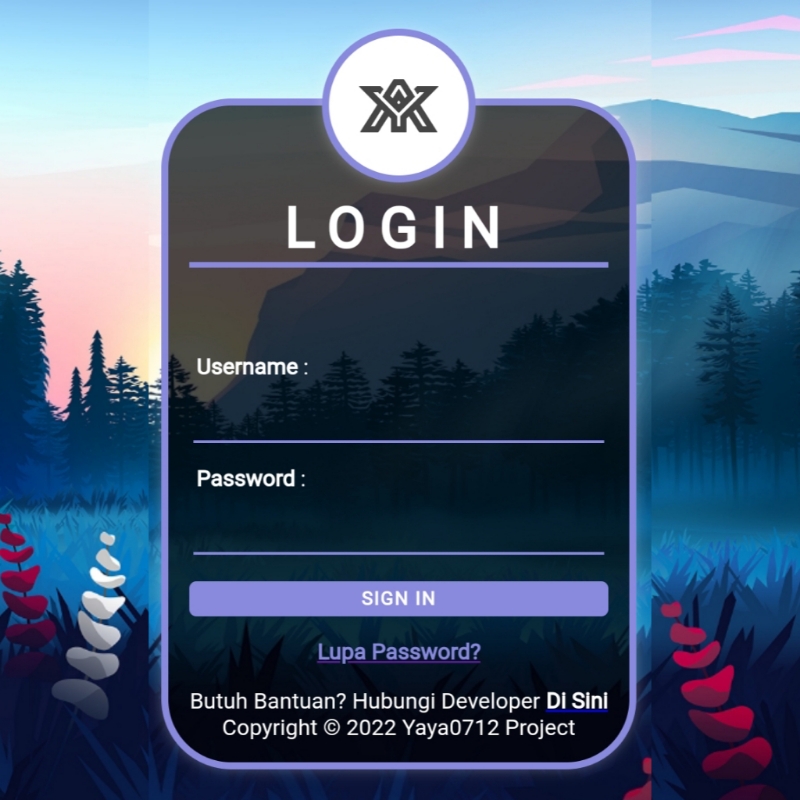 LOGIN
Username :
Password :
SIGN IN
Lupa Password?
Butuh Bantuan? Hubungi Developer Di Sini
Copyright © 2022 Yaya0712 Project